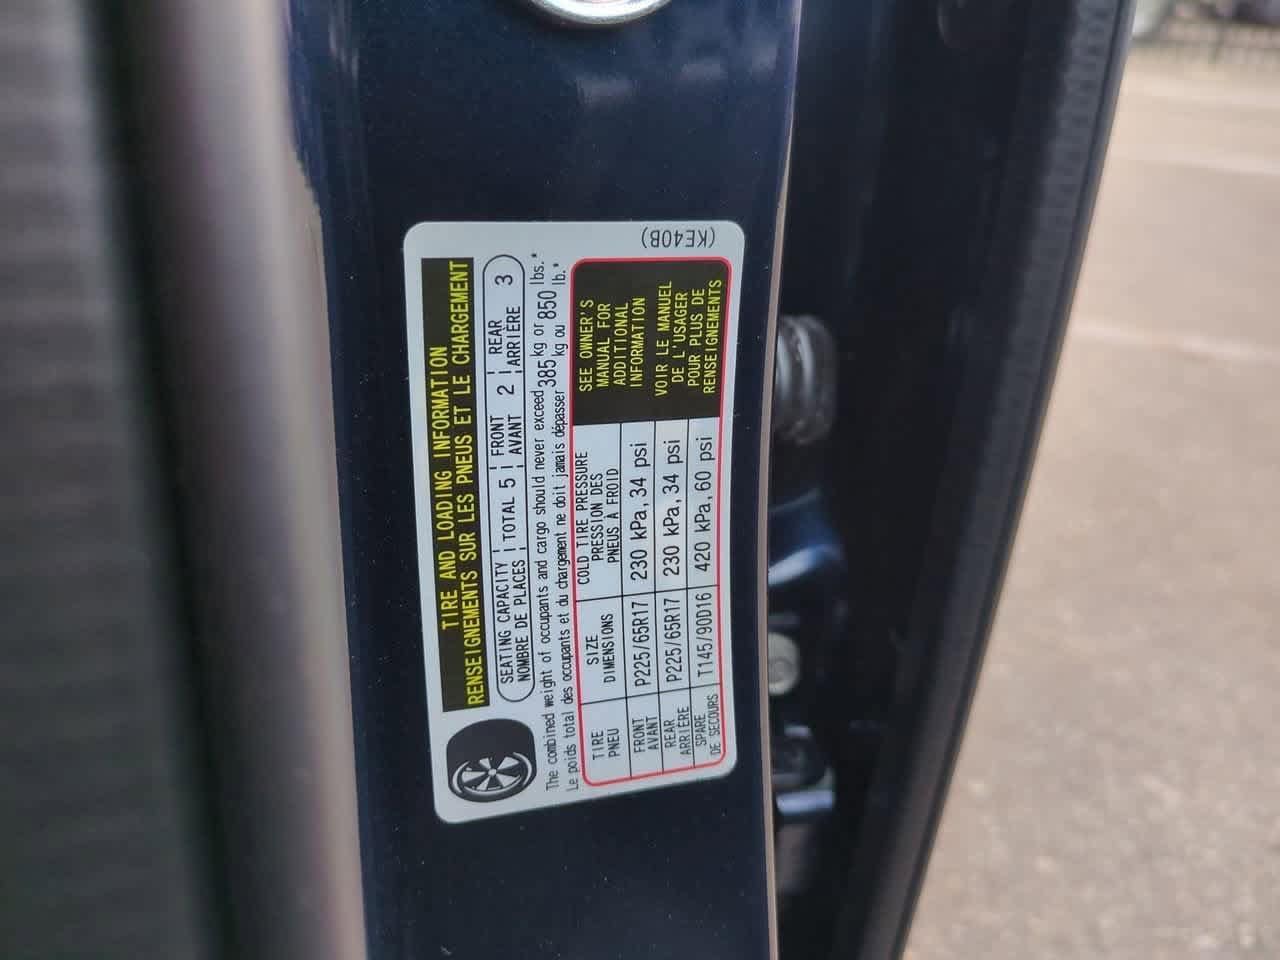 TIRE AND LOADING INFORMATION
RENSEIGNEMENTS SUR LES PNEUS ET LE CHARGEMENT
SEATING CAPACITY TOTAL 5 FRONT 2 REAR 3
NOMBRE DE PLACES AVANT ARRIÈRE
The combined weight of occupants and cargo should never exceed 385 kg or 850 lbs.*
Le poids total des occupants et du chargement ne doit jamais dépasser kg ou lb.*
TIRE
PNEU
SIZE
DIMENSIONS
COLD TIRE PRESSURE
PRESSION DES
PNEUS À FROID
SEE OWNER'S
MANUAL FOR
ADDITIONAL
INFORMATION
VOIR LE MANUEL
DE L'USAGER
POUR PLUS DE
RENSEIGNEMENTS
FRONT
AVANT
P225/65R17
230 kPa, 34 psi
REAR
ARRIÈRE
P225/65R17
230 kPa, 34 psi
SPARE
DE SECOURS
T145/90D16
420 kPa, 60 psi
(KE40B)